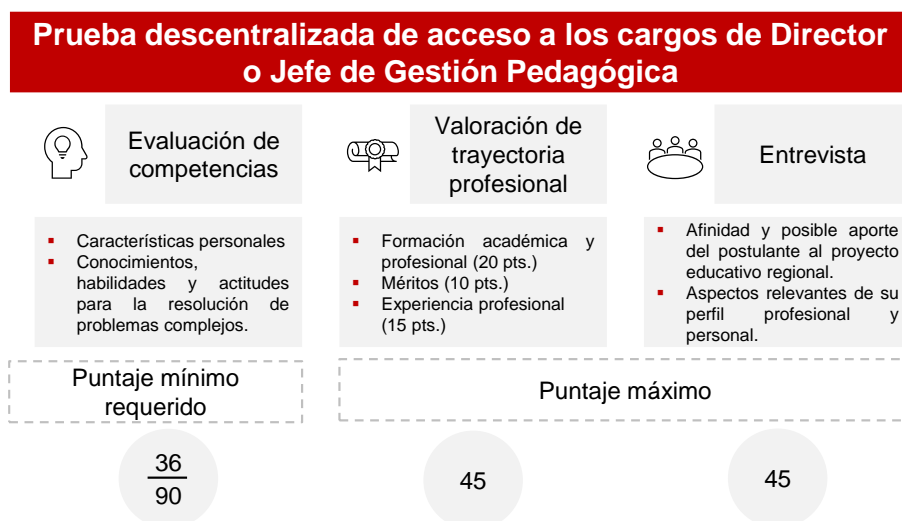 Prueba descentralizada de acceso a los cargos de Director
o Jefe de Gestión Pedagógica
Evaluación de
competencias
Valoración de
trayectoria
profesional
Entrevista
▪ Características personales
▪ Conocimientos,
habilidades y actitudes
para la resolución de
problemas complejos.
▪ Formación académica y
profesional (20 pts.)
▪ Méritos (10 pts.)
▪ Experiencia profesional
(15 pts.)
▪ Afinidad y posible aporte
del postulante al proyecto
educativo regional.
▪ Aspectos relevantes de su
perfil profesional y
personal.
Puntaje mínimo
requerido
Puntaje máximo
36
90
45
45